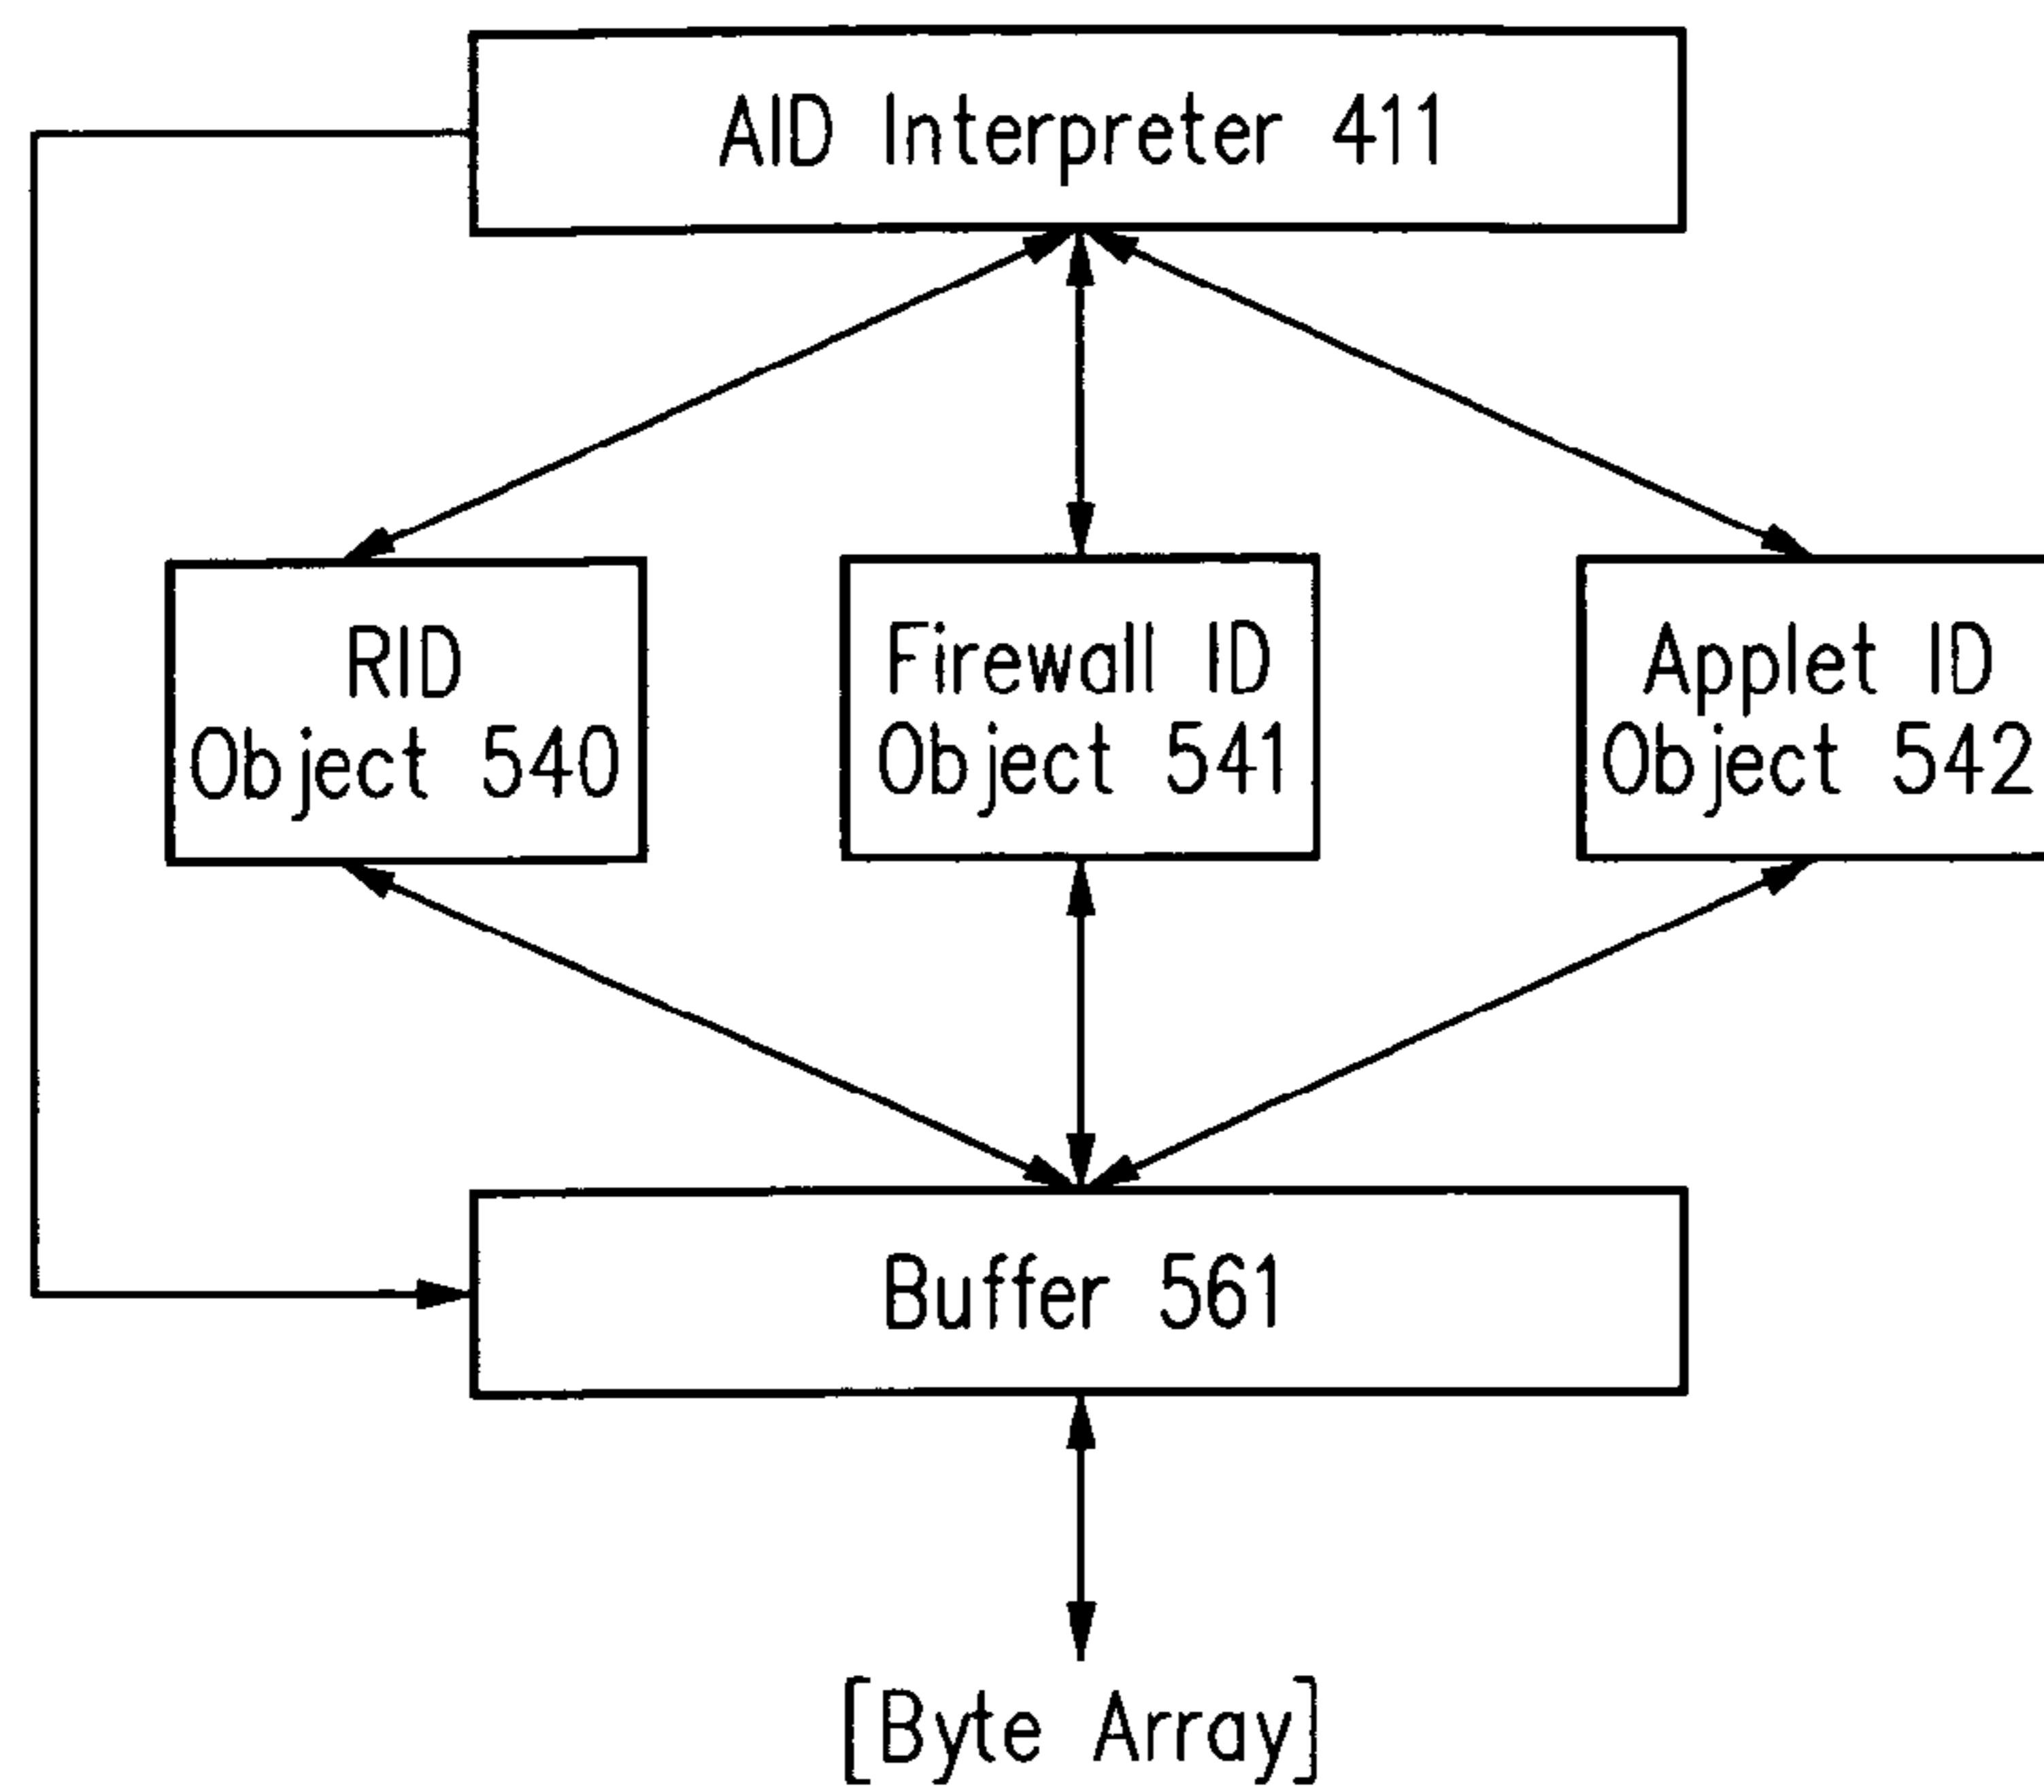 AID Interpreter 411
RID
Object 540
Firewall ID
Object 541
Applet ID
Object 542
Buffer 561
[Byte Array]